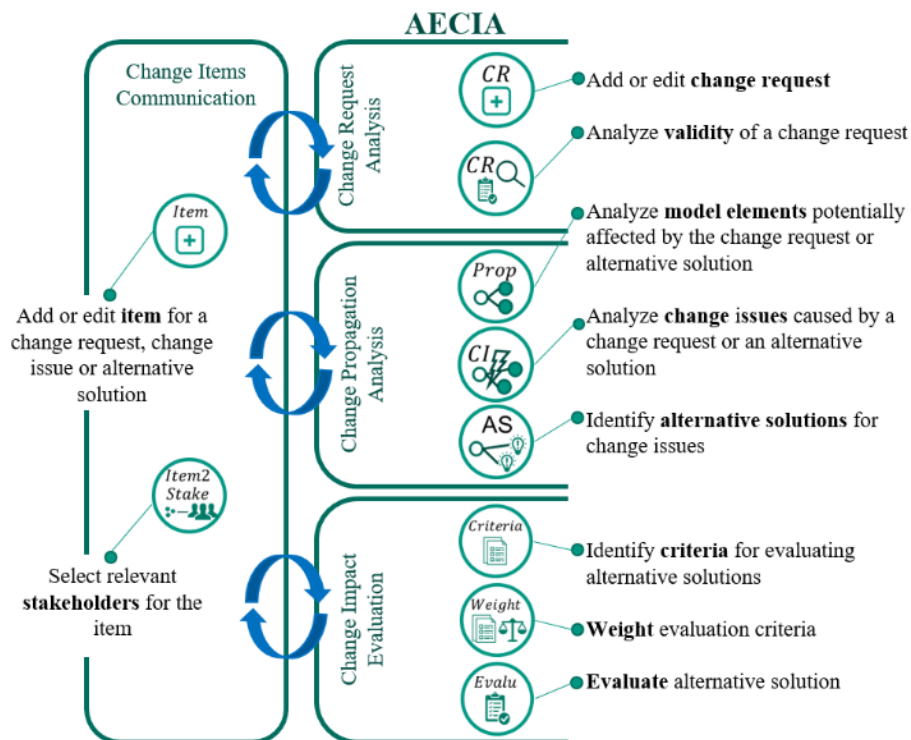 AECIA
Change Items
Communication
Item
Add or edit item for a
change request, change
issue or alternative
solution
Item2
Stake
Select relevant
stakeholders for the
item
Change Request
Analysis
CR
Add or edit change request
CR
Analyze validity of a change request
Change Propagation
Analysis
Prop
Analyze model elements potentially
affected by the change request or
alternative solution
CI
Analyze change issues caused by a
change request or an alternative
solution
AS
Identify alternative solutions for
change issues
Change Impact
Evaluation
Criteria
Identify criteria for evaluating
alternative solutions
Weight
Weight evaluation criteria
Evalu
Evaluate alternative solution